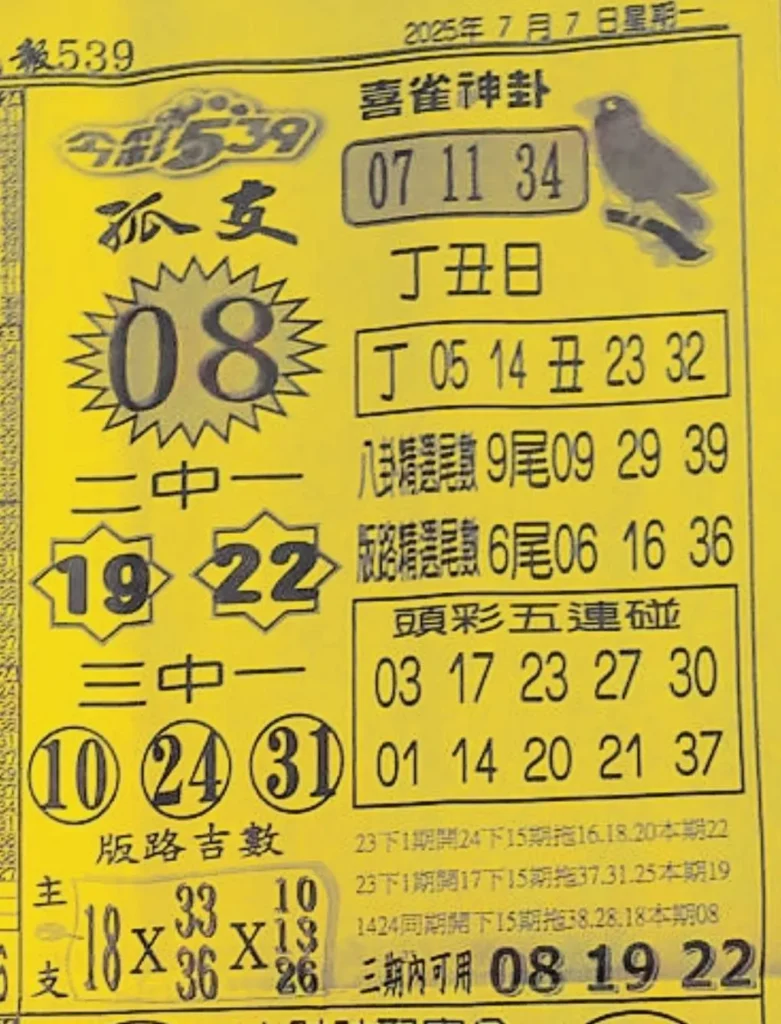 報539
2025年7月7日星期一
今彩539
孤支
08
二中一
19 22
三中一
10 24 31
版路吉數
主支
18X33 36X10 13 26
喜雀神卦
07 11 34
丁丑日
丁 05 14 丑 23 32
八卦精選尾數 9尾09 29 39
版路精選尾數 6尾06 16 36
頭彩五連碰
03 17 23 27 30
01 14 20 21 37
23下1期開24下15期拖16.18.20本期22
23下1期開17下15期拖37.31.25本期19
1424同期開下15期拖38.28.18本期08
三期內可用 08 19 22